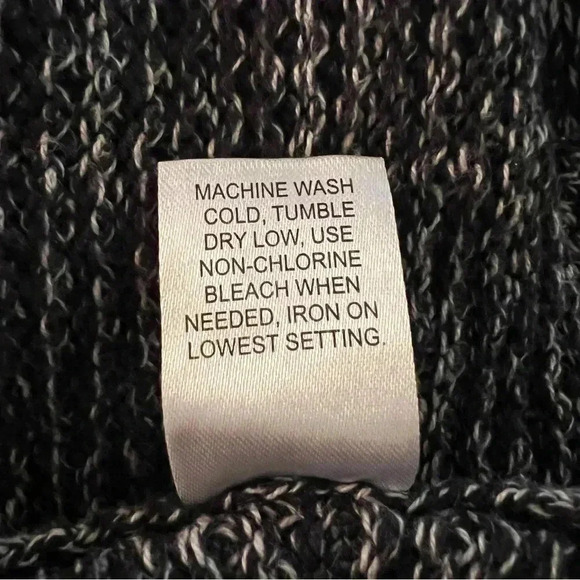 MACHINE WASH
COLD, TUMBLE
DRY LOW, USE
NON-CHLORINE
BLEACH WHEN
NEEDED, IRON ON
LOWEST SETTING.